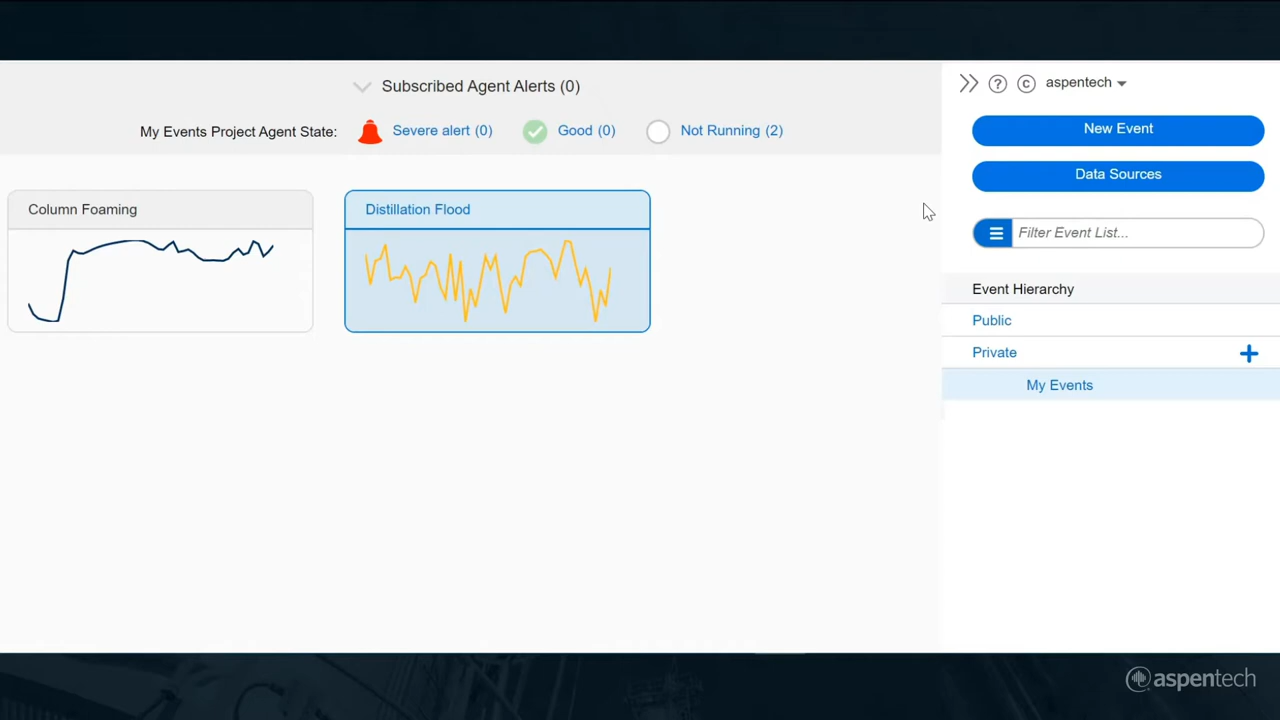 Subscribed Agent Alerts (0)
My Events Project Agent State:
Severe alert (0)
Good (0)
Not Running (2)
Column Foaming
Distillation Flood
? C aspentech
New Event
Data Sources
Filter Event List...
Event Hierarchy
Public
Private
My Events
aspentech